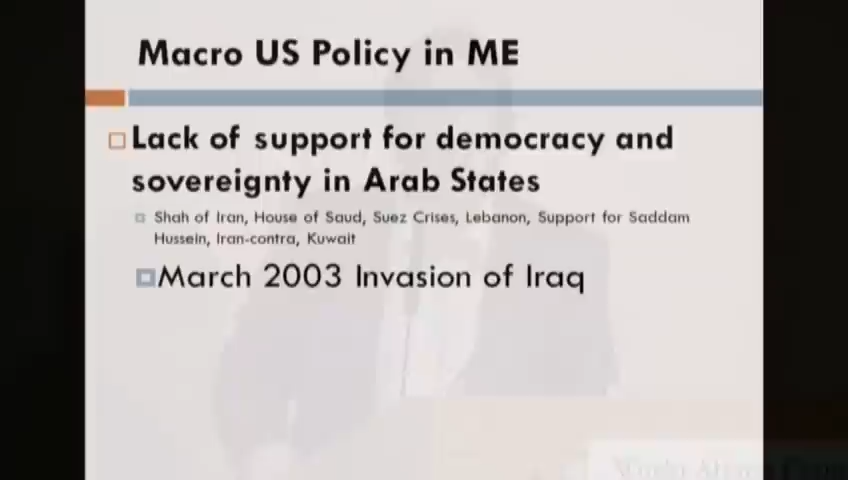 Macro US Policy in ME
Lack of support for democracy and
sovereignty in Arab States
Shah of Iran, House of Saud, Suez Crises, Lebanon, Support for Saddam
Hussein, Iran-contra, Kuwait
March 2003 Invasion of Iraq